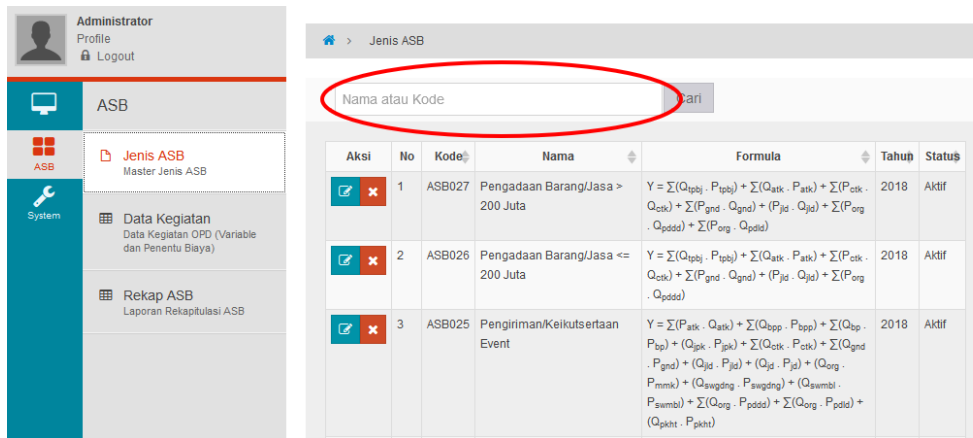 Administrator
Profile
Logout
ASB
System
ASB
Jenis ASB
Master Jenis ASB
Data Kegiatan
Data Kegiatan OPD (Variable
dan Penentu Biaya)
Rekap ASB
Laporan Rekapitulasi ASB
> Jenis ASB
Nama atau Kode
Cari
Aksi No Kode Nama Formula Tahun Status
1 ASB027 Pengadaan Barang/Jasa > 200 Juta 2018 Aktif
Y = ∑(Qtpbj . Ptpbj) + ∑(Qatk . Patk) + ∑(Pctk .
Qctk) + ∑(Pgnd . Qgnd) + (Pjld . Qjld) + ∑(Porg
. Qpddd) + ∑(Porg . Qpdld)
2 ASB026 Pengadaan Barang/Jasa <= 200 Juta 2018 Aktif
Y = ∑(Qtpbj . Ptpbj) + ∑(Qatk . Patk) + ∑(Pctk .
Qctk) + ∑(Pgnd . Qgnd) + (Pjld . Qjld) + ∑(Porg
. Qpddd)
3 ASB025 Pengiriman/Keikutsertaan Event 2018 Aktif
Y = ∑(Patk . Qatk) + ∑(Qbpp . Pbpp) + ∑(Qbp .
Pbp) + (Qjpk . Pjpk) + ∑(Qctk . Pctk) + ∑(Qgnd
. Pgnd) + (Qjld . Pjld) + (Qjd . Pjd) + (Qorg .
Pmmk) + (Qswgdng . Pswgdng) + (Qswmbl .
Pswmbl) + ∑(Qorg . Ppddd) + ∑(Qorg . Ppdld) +
(Qpkht . Ppkht)